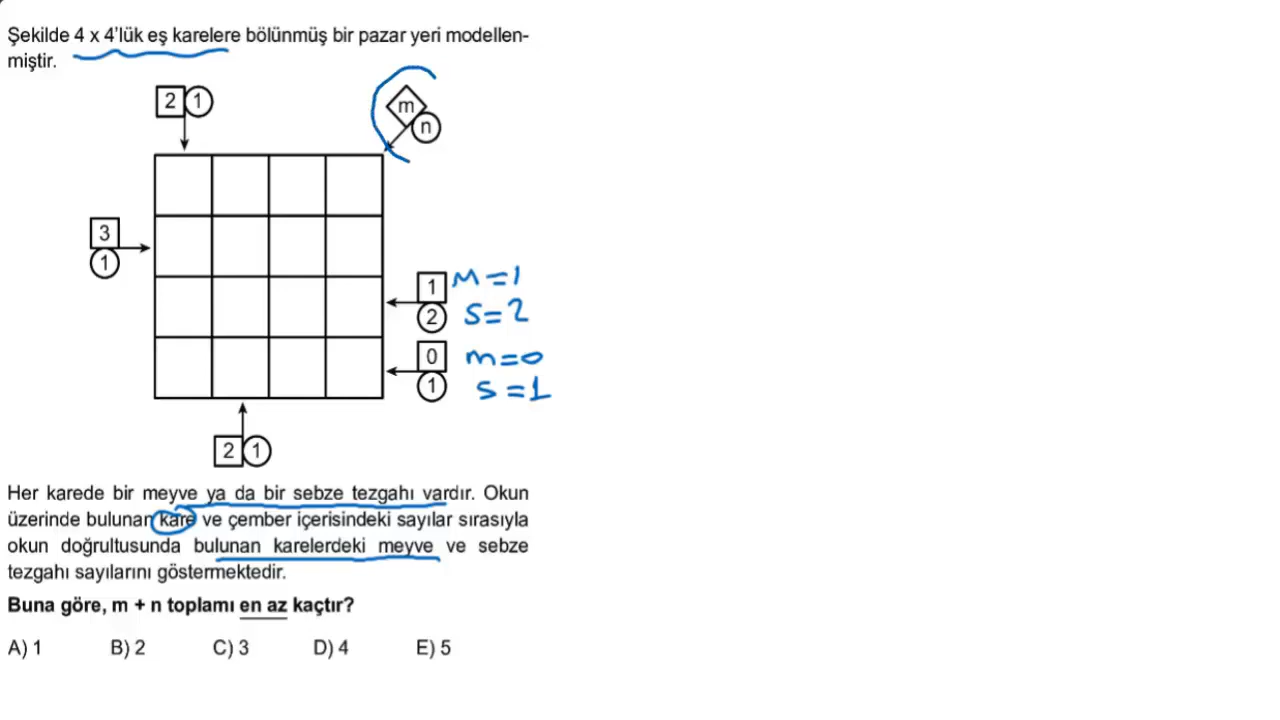 Şekilde 4 x 4'lük eş karelere bölünmüş bir pazar yeri modellen-
miştir.
2 1
m
n
3
1
1 M=1
2 S=2
0 m=0
1 S=1
2 1
Her karede bir meyve ya da bir sebze tezgahı vardır. Okun
üzerinde bulunan kare ve çember içerisindeki sayılar sırasıyla
okun doğrultusunda bulunan karelerdeki meyve ve sebze
tezgahı sayılarını göstermektedir.
Buna göre, m + n toplamı en az kaçtır?
A) 1 B) 2 C) 3 D) 4 E) 5